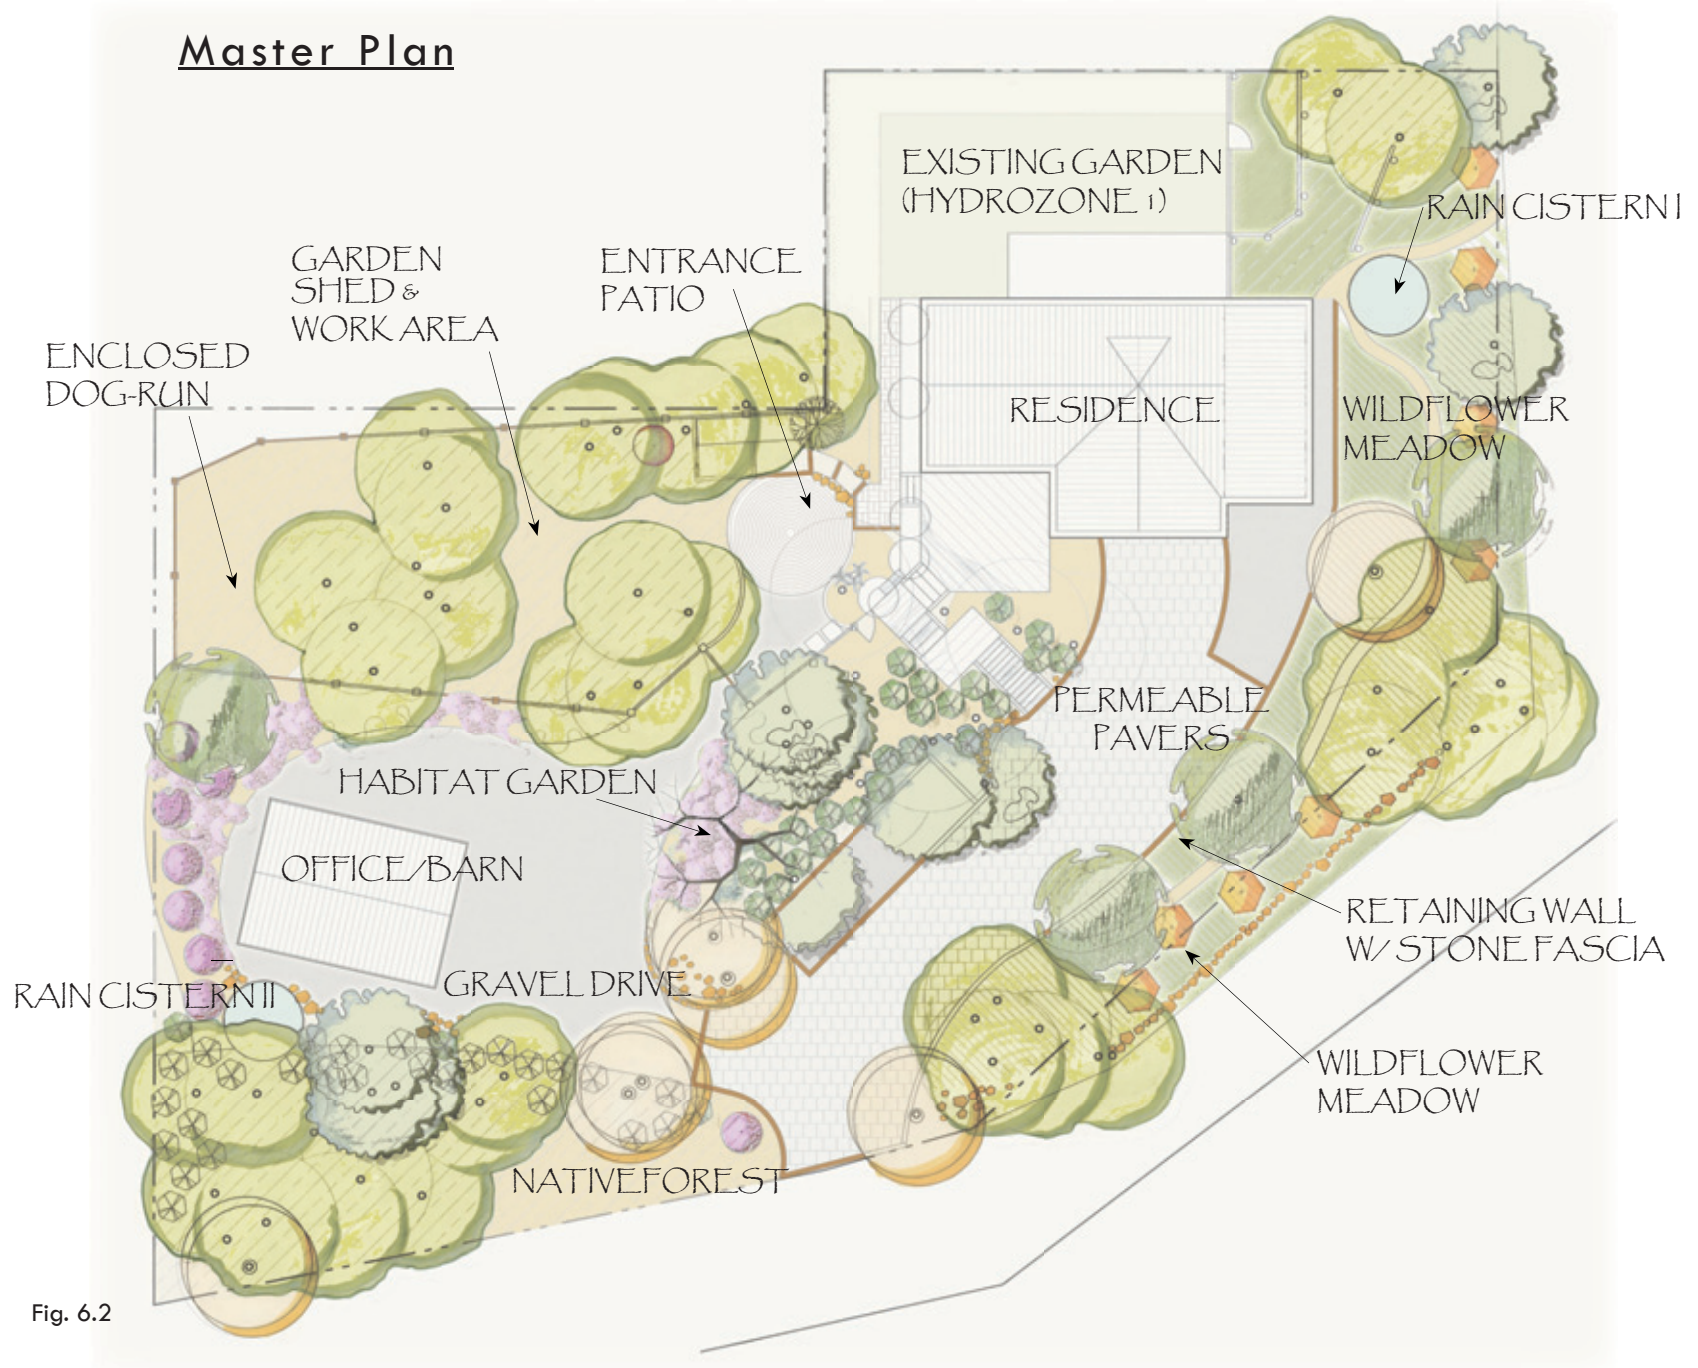 Master Plan
EXISTING GARDEN
(HYDROZONE 1)
RAIN CISTERN I
GARDEN
SHED &
WORK AREA
ENTRANCE
PATIO
ENCLOSED
DOG-RUN
RESIDENCE
WILDFLOWER
MEADOW
PERMEABLE
PAVERS
HABITAT GARDEN
OFFICE/BARN
RETAINING WALL
W/ STONE FASCIA
GRAVEL DRIVE
RAIN CISTERN II
WILDFLOWER
MEADOW
NATIVE FOREST
Fig. 6.2